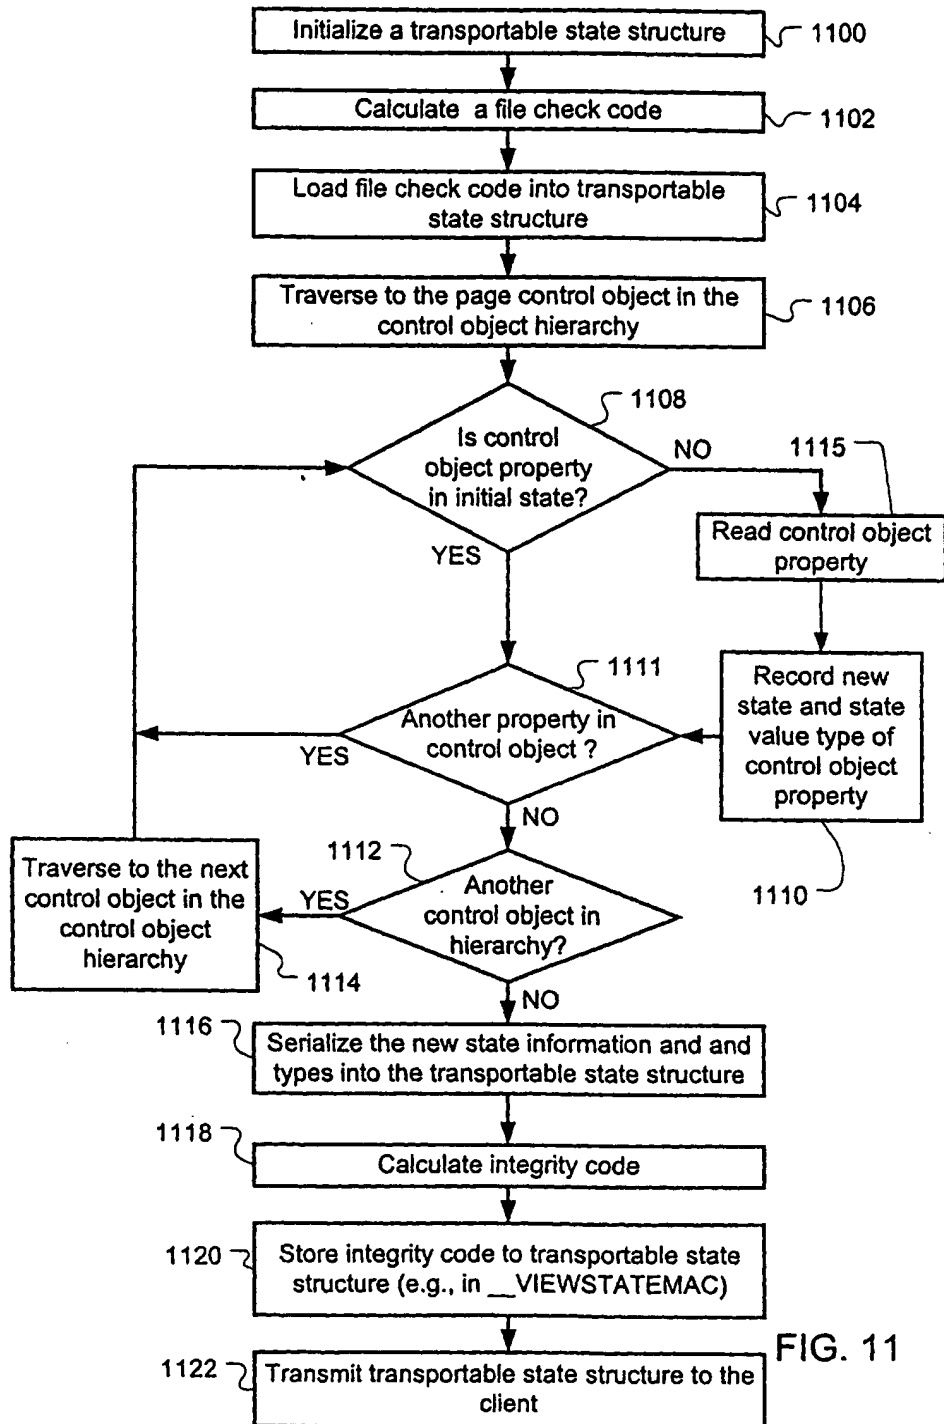 Initialize a transportable state structure
1100
Calculate a file check code
1102
Load file check code into transportable
state structure
1104
Traverse to the page control object in the
control object hierarchy
1106
1108
Is control
object property
in initial state?
NO
1115
YES
Read control object
property
1111
Another property in
control object ?
YES
Record new
state and state
value type of
control object
property
NO
1112
1110
Traverse to the next
control object in the
control object
hierarchy
YES
Another
control object in
hierarchy?
1114
NO
1116
Serialize the new state information and and
types into the transportable state structure
1118
Calculate integrity code
1120
Store integrity code to transportable state
structure (e.g., in __VIEWSTATEMAC)
FIG. 11
1122
Transmit transportable state structure to the
client